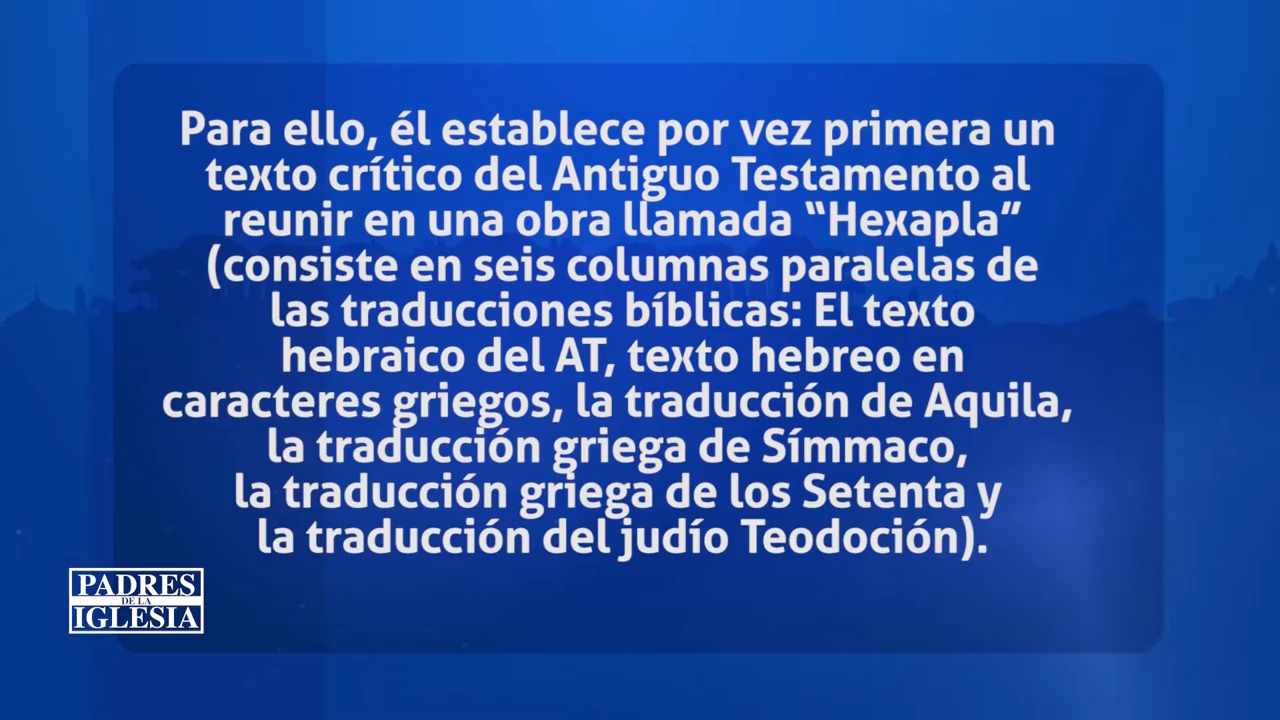 Para ello, él establece por vez primera un
texto crítico del Antiguo Testamento al
reunir en una obra llamada “Hexapla”
(consiste en seis columnas paralelas de
las traducciones bíblicas: El texto
hebraico del AT, texto hebreo en
caracteres griegos, la traducción de Aquila,
la traducción griega de Símmaco,
la traducción griega de los Setenta y
la traducción del judío Teodoción).
PADRES
DE LA
IGLESIA